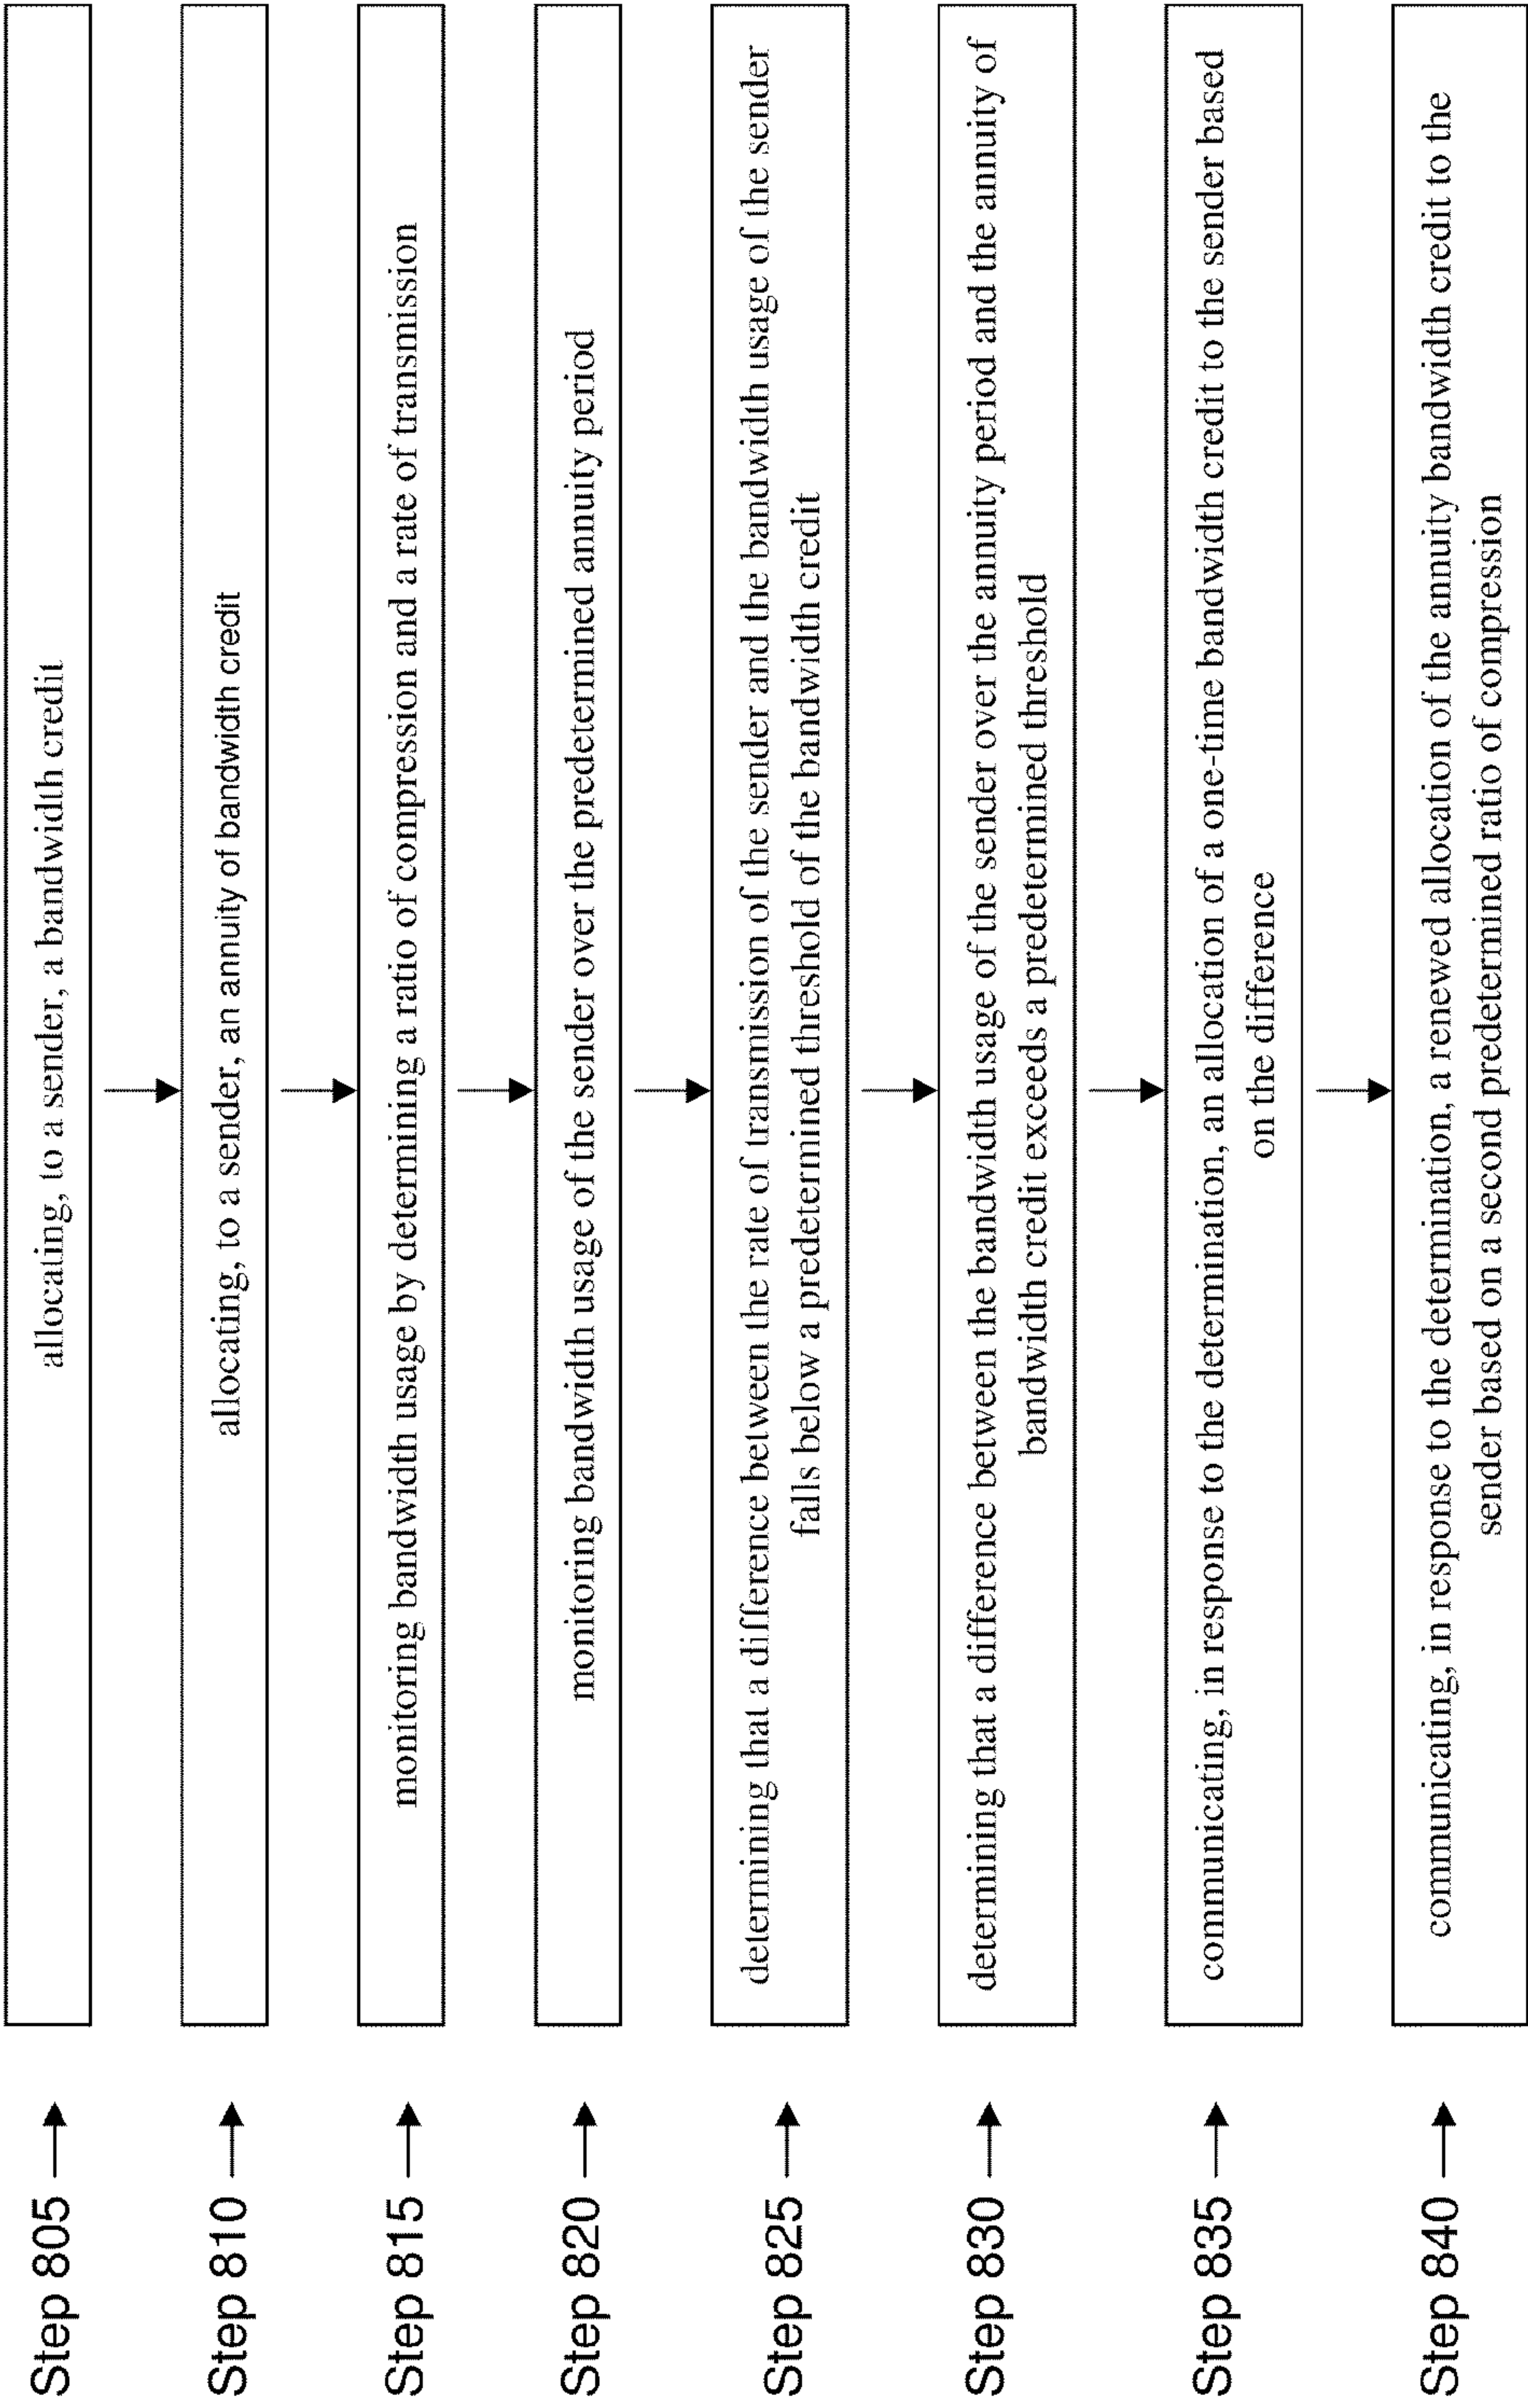 Step 805
allocating, to a sender, a bandwidth credit
Step 810
allocating, to a sender, an annuity of bandwidth credit
Step 815
monitoring bandwidth usage by determining a ratio of compression and a rate of transmission
Step 820
monitoring bandwidth usage of the sender over the predetermined annuity period
Step 825
determining that a difference between the rate of transmission of the sender and the bandwidth usage of the sender
falls below a predetermined threshold of the bandwidth credit
Step 830
determining that a difference between the bandwidth usage of the sender over the annuity period and the annuity of
bandwidth credit exceeds a predetermined threshold
Step 835
communicating, in response to the determination, an allocation of a one-time bandwidth credit to the sender based
on the difference
Step 840
communicating, in response to the determination, a renewed allocation of the annuity bandwidth credit to the
sender based on a second predetermined ratio of compression